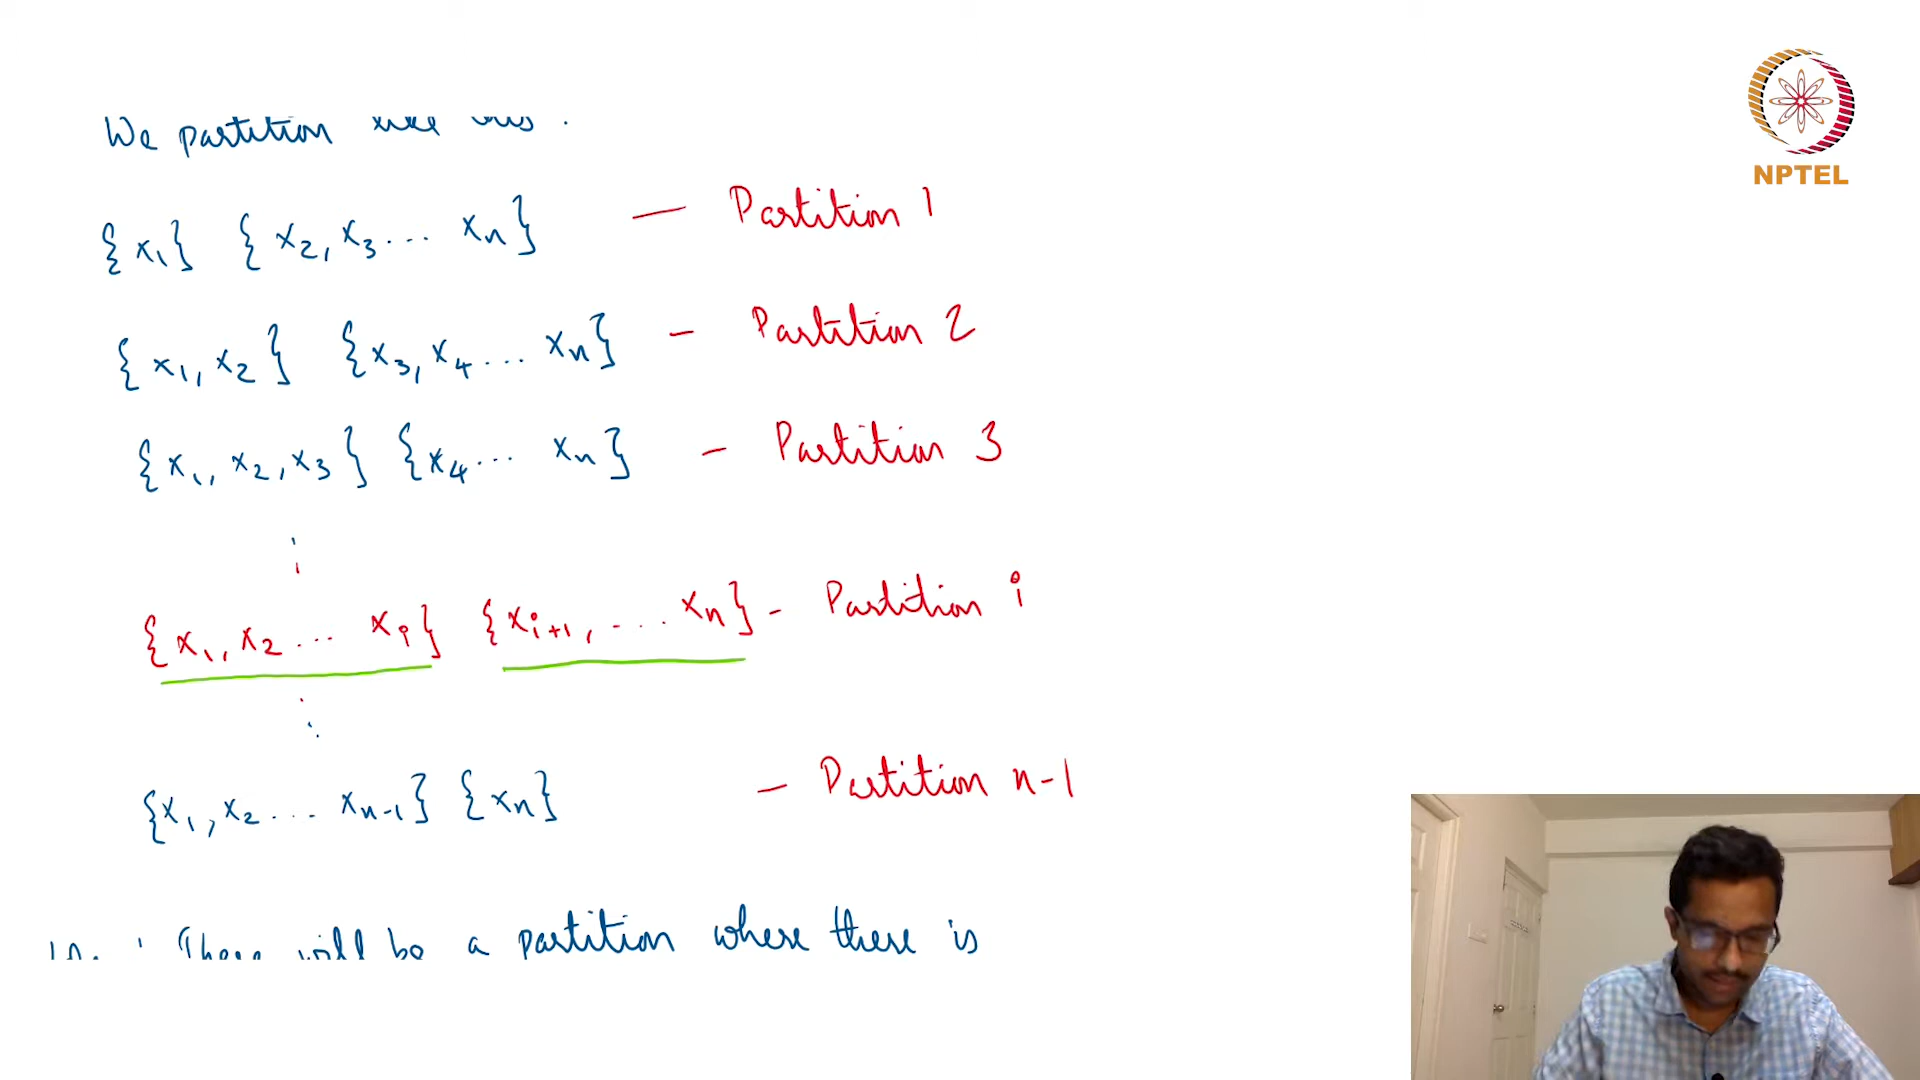 We partition like this :
{x₁} {x₂, x₃ ... xₙ} — Partition 1
{x₁, x₂} {x₃, x₄ ... xₙ} - Partition 2
{x₁, x₂, x₃} {x₄ ... xₙ} - Partition 3
{x₁, x₂ ... xᵢ} {xᵢ₊₁, ... xₙ} - Partition i
{x₁, x₂ ... xₙ₋₁} {xₙ} - Partition n-1
There will be a partition where there is
NPTEL